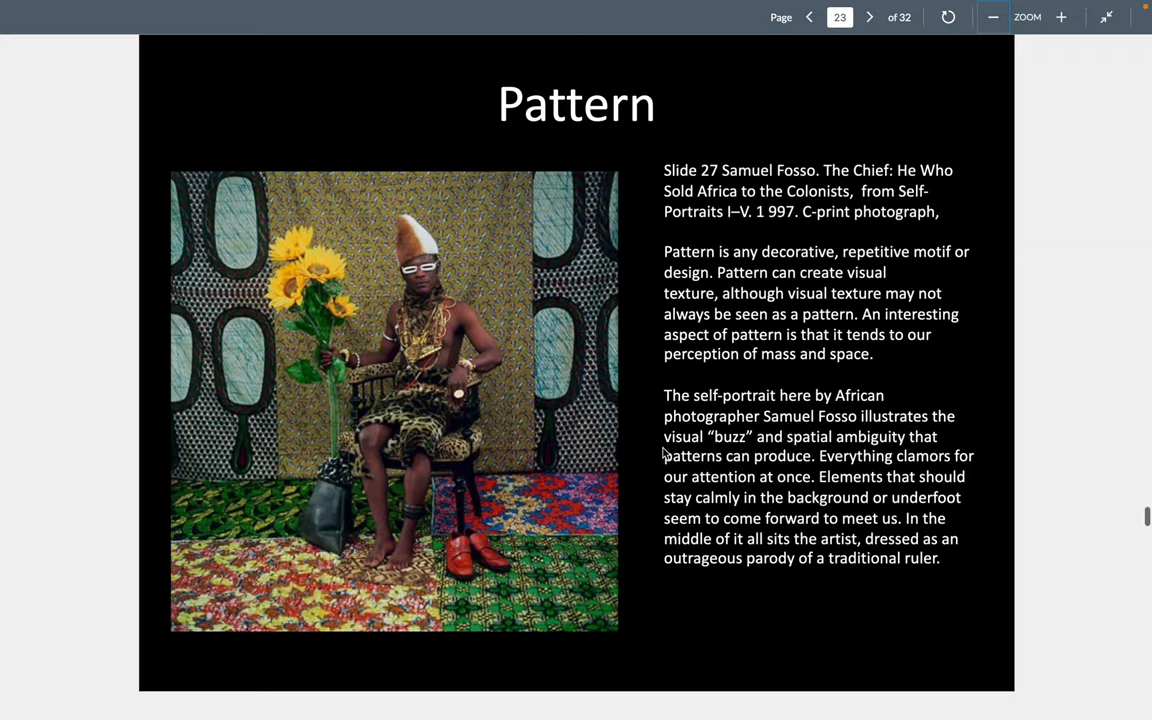 Page 23 of 32 ZOOM
Pattern
Slide 27 Samuel Fosso. The Chief: He Who
Sold Africa to the Colonists,  from Self-
Portraits I–V. 1 997. C-print photograph,
Pattern is any decorative, repetitive motif or
design. Pattern can create visual
texture, although visual texture may not
always be seen as a pattern. An interesting
aspect of pattern is that it tends to our
perception of mass and space.
The self-portrait here by African
photographer Samuel Fosso illustrates the
visual “buzz” and spatial ambiguity that
patterns can produce. Everything clamors for
our attention at once. Elements that should
stay calmly in the background or underfoot
seem to come forward to meet us. In the
middle of it all sits the artist, dressed as an
outrageous parody of a traditional ruler.